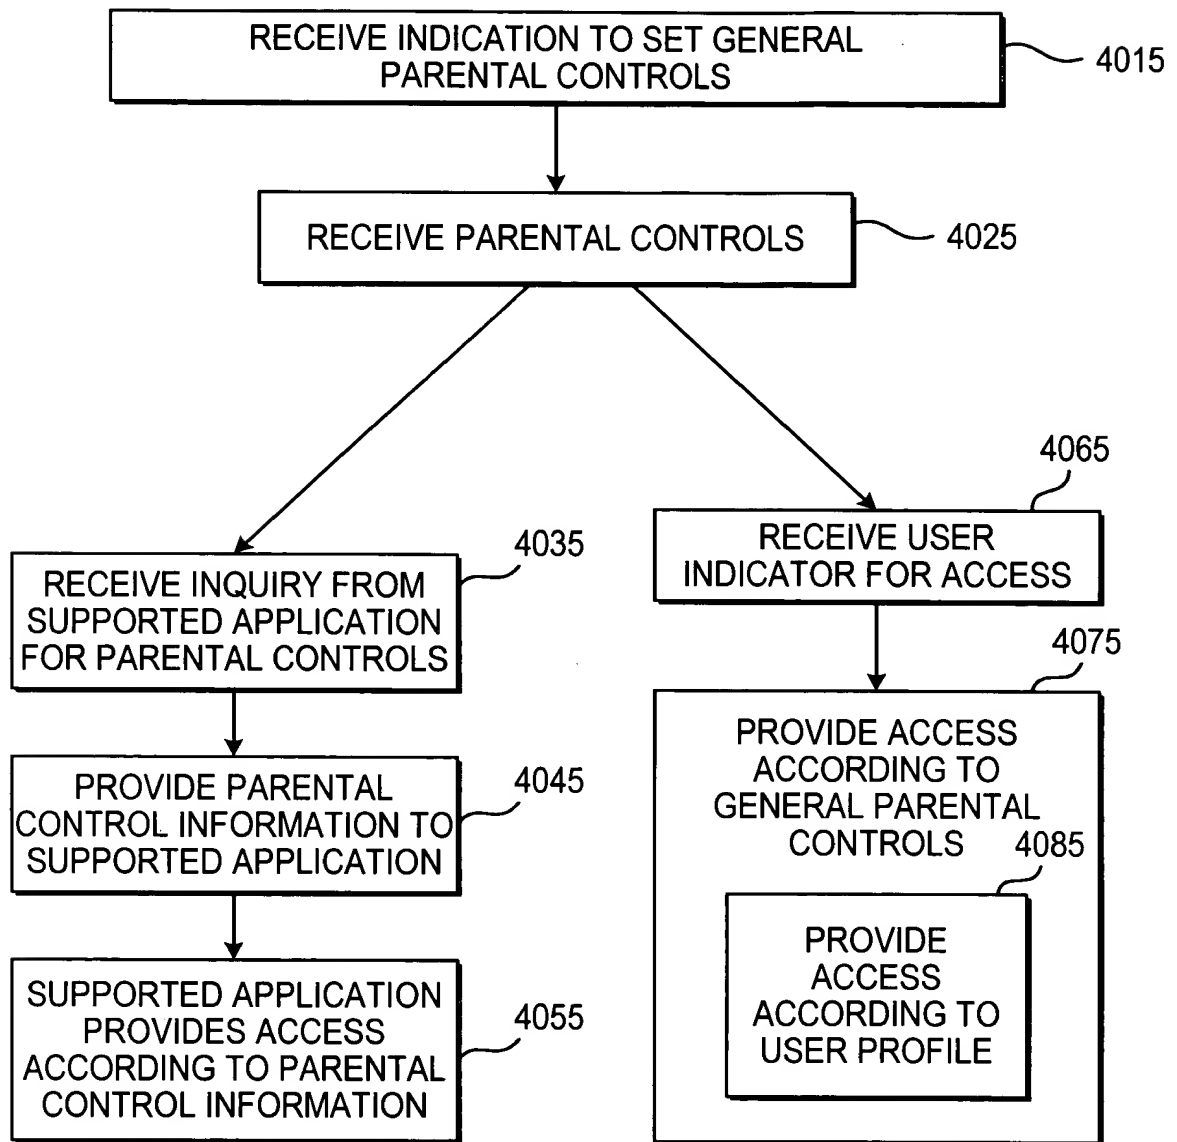 RECEIVE INDICATION TO SET GENERAL
PARENTAL CONTROLS
4015
RECEIVE PARENTAL CONTROLS
4025
4035
RECEIVE INQUIRY FROM
SUPPORTED APPLICATION
FOR PARENTAL CONTROLS
4045
PROVIDE PARENTAL
CONTROL INFORMATION TO
SUPPORTED APPLICATION
4055
SUPPORTED APPLICATION
PROVIDES ACCESS
ACCORDING TO PARENTAL
CONTROL INFORMATION
4065
RECEIVE USER
INDICATOR FOR ACCESS
4075
PROVIDE ACCESS
ACCORDING TO
GENERAL PARENTAL
CONTROLS
4085
PROVIDE
ACCESS
ACCORDING TO
USER PROFILE